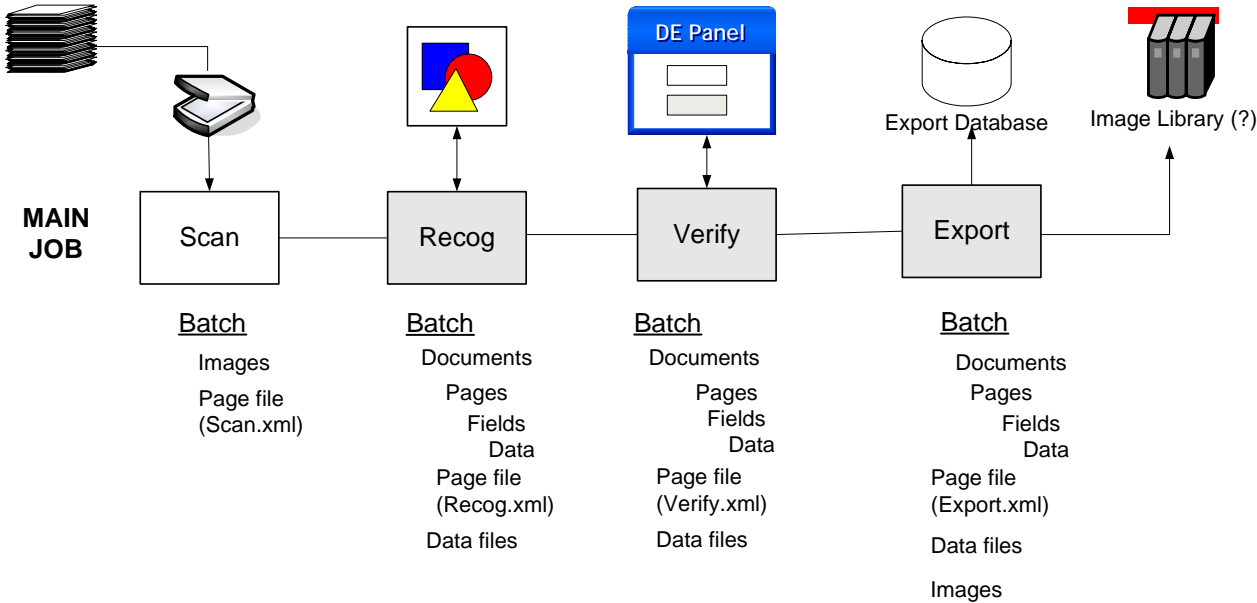 DE Panel
Export Database
Image Library (?)
MAIN
JOB
Scan
Recog
Verify
Export
Batch
Images
Page file
(Scan.xml)
Batch
Documents
Pages
Fields
Data
Page file
(Recog.xml)
Data files
Batch
Documents
Pages
Fields
Data
Page file
(Verify.xml)
Data files
Batch
Documents
Pages
Fields
Data
Page file
(Export.xml)
Data files
Images